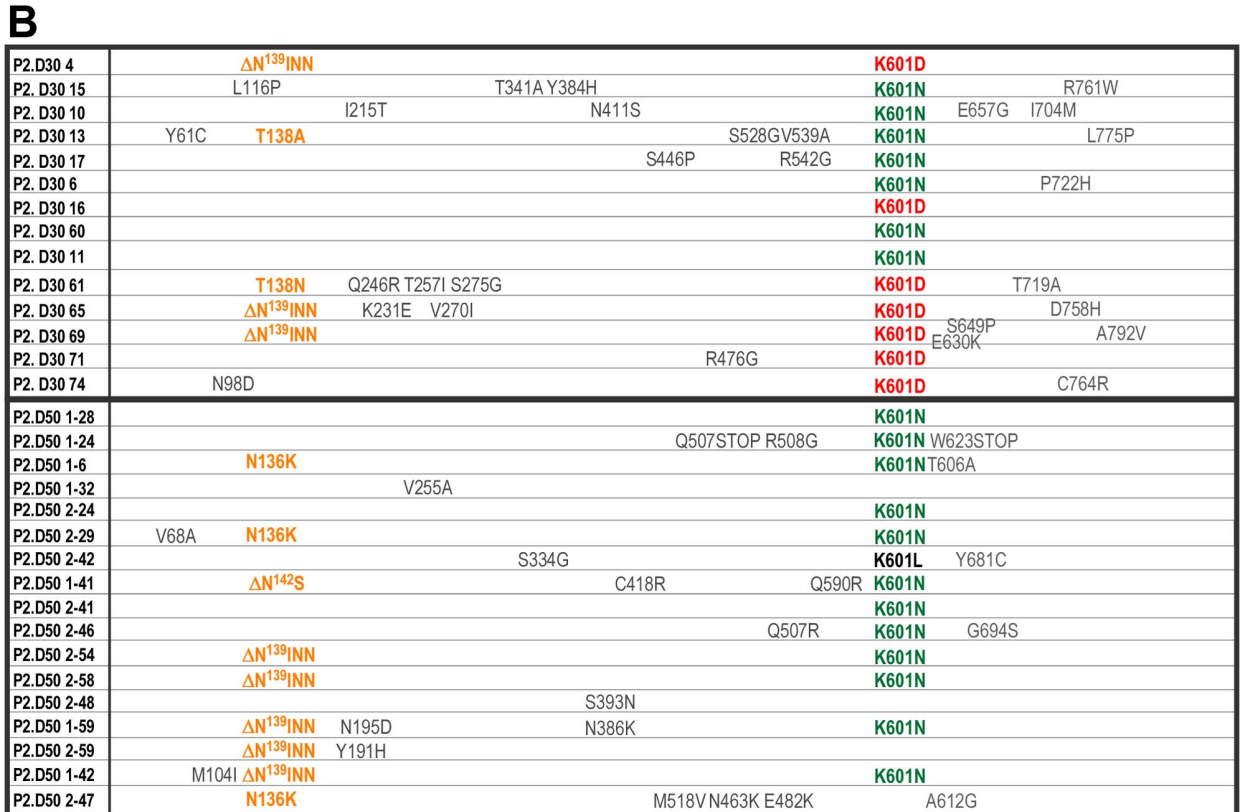 B
P2.D30 4 ΔN¹³⁹INN K601D
P2. D30 15 L116P T341A Y384H K601N R761W
P2. D30 10 I215T N411S K601N E657G I704M
P2. D30 13 Y61C T138A S528GV539A K601N L775P
P2. D30 17 S446P R542G K601N
P2. D30 6 K601N P722H
P2. D30 16 K601D
P2. D30 60 K601N
P2. D30 11 K601N
P2. D30 61 T138N Q246R T257I S275G K601D T719A
P2. D30 65 ΔN¹³⁹INN K231E V270I K601D D758H
P2. D30 69 ΔN¹³⁹INN K601D S649P E630K A792V
P2. D30 71 R476G K601D
P2. D30 74 N98D K601D C764R
P2.D50 1-28 K601N
P2.D50 1-24 Q507STOP R508G K601N W623STOP
P2.D50 1-6 N136K K601N T606A
P2.D50 1-32 V255A
P2.D50 2-24 K601N
P2.D50 2-29 V68A N136K K601N
P2.D50 2-42 S334G K601L Y681C
P2.D50 1-41 ΔN¹⁴²S C418R Q590R K601N
P2.D50 2-41 K601N
P2.D50 2-46 Q507R K601N G694S
P2.D50 2-54 ΔN¹³⁹INN K601N
P2.D50 2-58 ΔN¹³⁹INN K601N
P2.D50 2-48 S393N
P2.D50 1-59 ΔN¹³⁹INN N195D N386K K601N
P2.D50 2-59 ΔN¹³⁹INN Y191H
P2.D50 1-42 M104I ΔN¹³⁹INN K601N
P2.D50 2-47 N136K M518V N463K E482K A612G